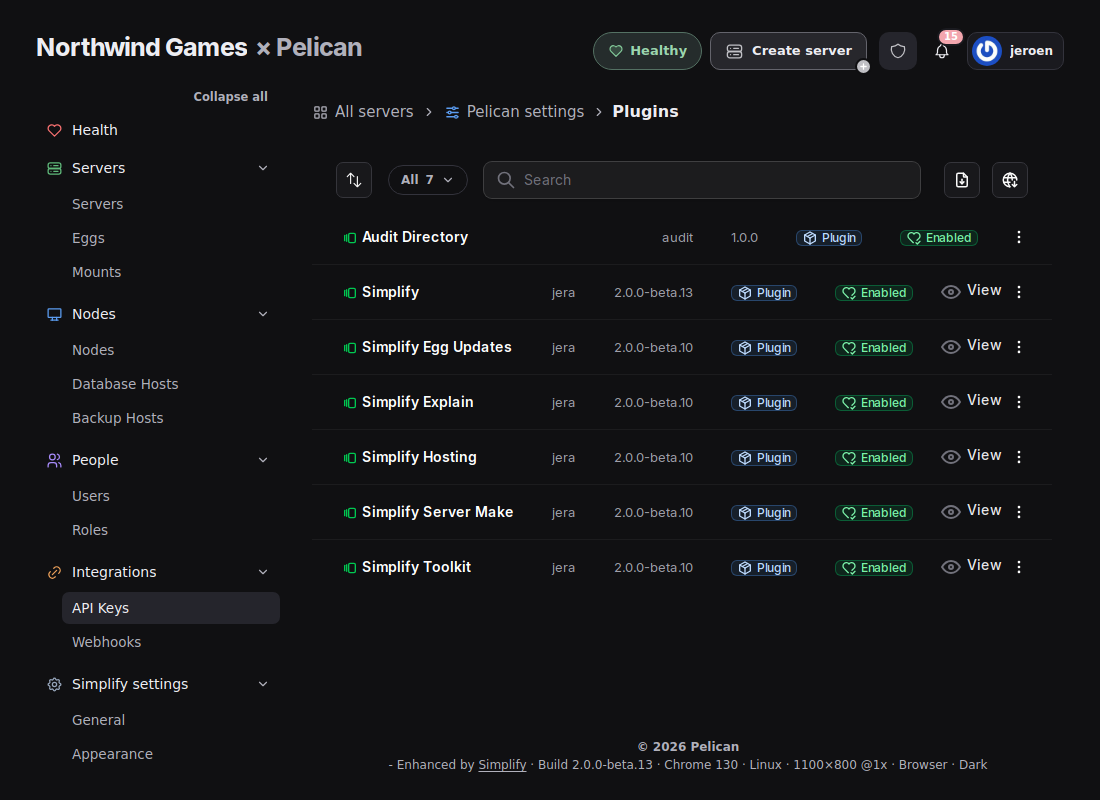 Northwind Games × Pelican
Healthy
Create server
15
jeroen
Collapse all
Health
Servers
Servers
Eggs
Mounts
Nodes
Nodes
Database Hosts
Backup Hosts
People
Users
Roles
Integrations
API Keys
Webhooks
Simplify settings
General
Appearance
All servers > Pelican settings > Plugins
All 7
Search
Audit Directory audit 1.0.0 Plugin Enabled
Simplify jera 2.0.0-beta.13 Plugin Enabled View
Simplify Egg Updates jera 2.0.0-beta.10 Plugin Enabled View
Simplify Explain jera 2.0.0-beta.10 Plugin Enabled View
Simplify Hosting jera 2.0.0-beta.10 Plugin Enabled View
Simplify Server Make jera 2.0.0-beta.10 Plugin Enabled View
Simplify Toolkit jera 2.0.0-beta.10 Plugin Enabled View
© 2026 Pelican
- Enhanced by Simplify · Build 2.0.0-beta.13 · Chrome 130 · Linux · 1100×800 @1x · Browser · Dark